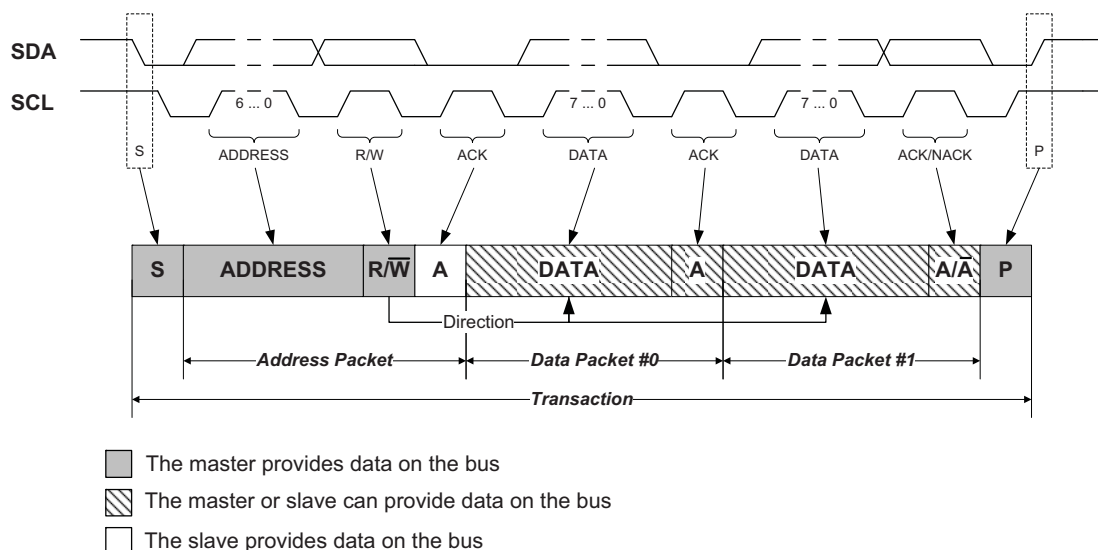 SDA
SCL
6 ... 0
7 ... 0
7 ... 0
S
ADDRESS
R/W
ACK
DATA
ACK
DATA
ACK/NACK
P
S
ADDRESS
R/W̅
A
DATA
A
DATA
A/A̅
P
Direction
Address Packet
Data Packet #0
Data Packet #1
Transaction
The master provides data on the bus
The master or slave can provide data on the bus
The slave provides data on the bus